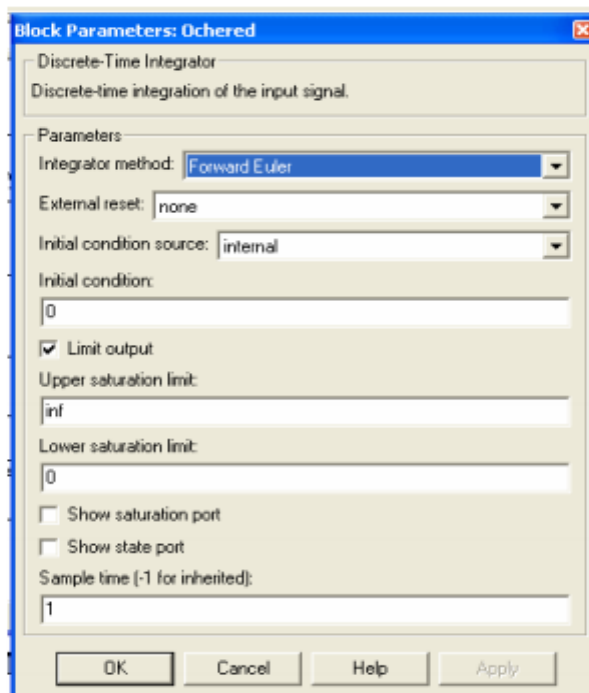 Block Parameters: Ochered
Discrete-Time Integrator
Discrete-time integration of the input signal.
Parameters
Integrator method: Forward Euler
External reset: none
Initial condition source: internal
Initial condition:
0
Limit output
Upper saturation limit:
inf
Lower saturation limit:
0
Show saturation port
Show state port
Sample time (-1 for inherited):
1
OK Cancel Help Apply